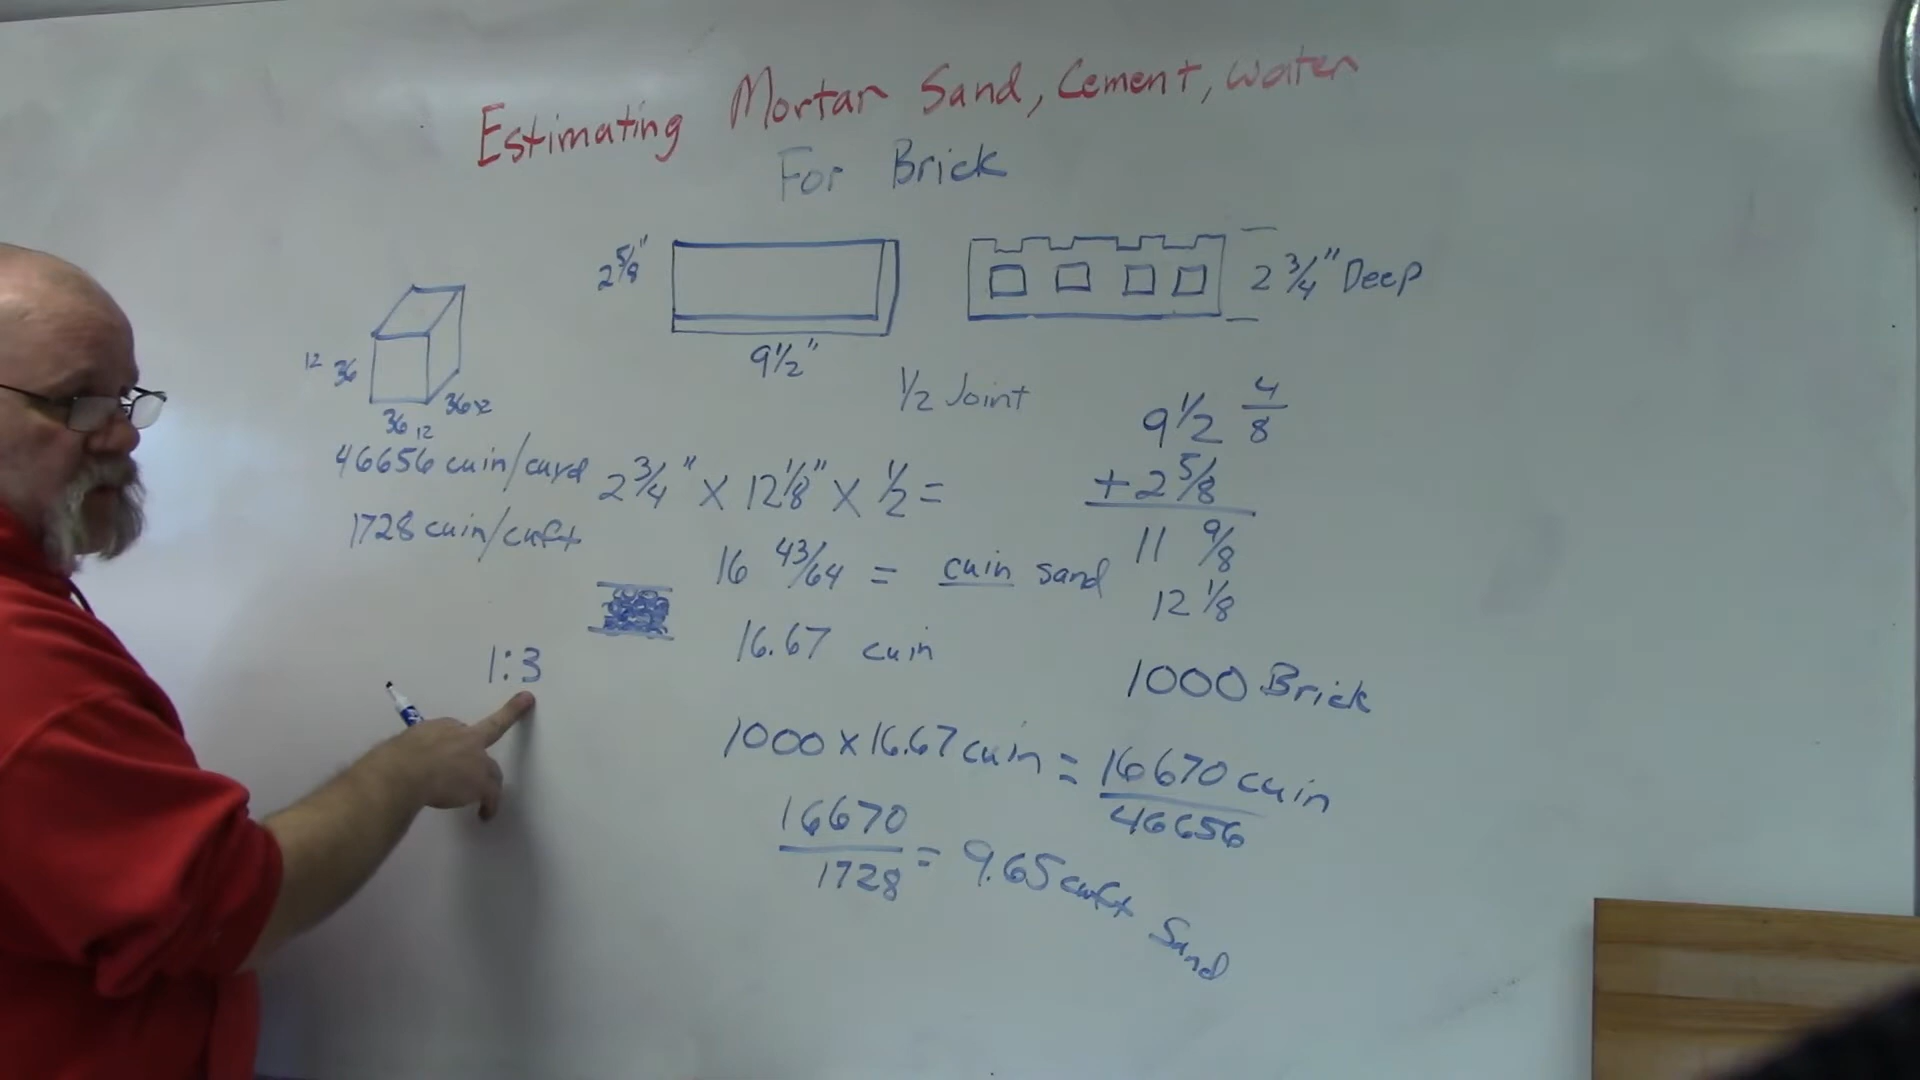 Estimating Mortar Sand, Cement, Water
For Brick
2 5/8"
9 1/2"
2 3/4" Deep
12 36
36 12
36 12
1/2 Joint
9 1/2 4/8
+ 2 5/8
11 9/8
12 1/8
46656 cuin/cuyd
1728 cuin/cuft
2 3/4" X 12 1/8" X 1/2 =
16 43/64 = cuin sand
16.67 cuin
1:3
1000 Brick
1000 X 16.67 cuin = 16670 cuin
46656
16670
1728
= 9.65 cuft Sand